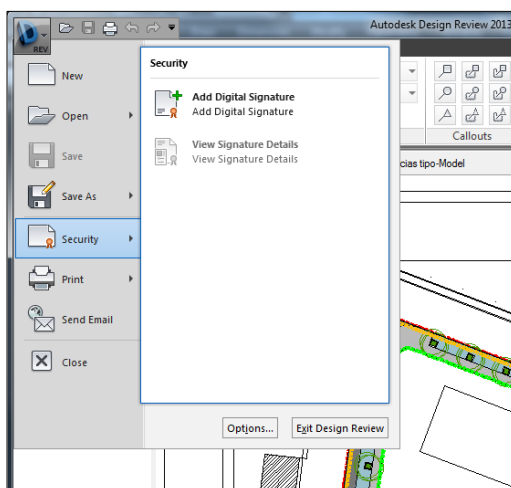 Autodesk Design Review 2013
REV
New
Open
Save
Save As
Security
Print
Send Email
Close
Security
Add Digital Signature
Add Digital Signature
View Signature Details
View Signature Details
Options...
Exit Design Review
Callouts
cias tipo-Model